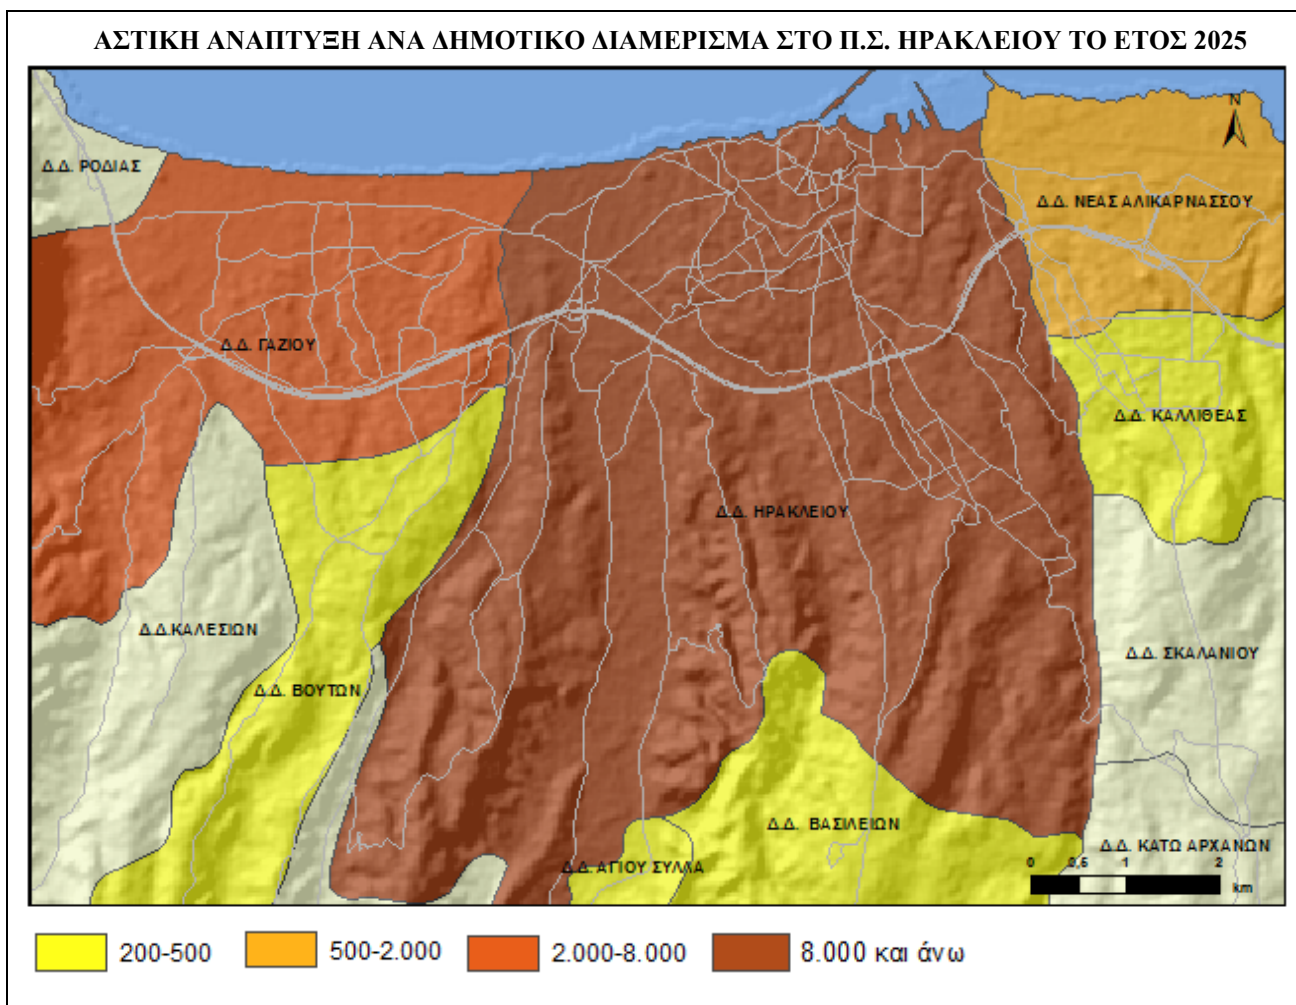 ΑΣΤΙΚΗ ΑΝΑΠΤΥΞΗ ΑΝΑ ΔΗΜΟΤΙΚΟ ΔΙΑΜΕΡΙΣΜΑ ΣΤΟ Π.Σ. ΗΡΑΚΛΕΙΟΥ ΤΟ ΕΤΟΣ 2025
N
Δ.Δ. ΡΟΔΙΑΣ
Δ.Δ. ΝΕΑΣ ΑΛΙΚΑΡΝΑΣΣΟΥ
Δ.Δ. ΓΑΖΙΟΥ
Δ.Δ. ΚΑΛΛΙΘΕΑΣ
Δ.Δ. ΗΡΑΚΛΕΙΟΥ
Δ.Δ.ΚΑΛΕΣΙΩΝ
Δ.Δ. ΣΚΑΛΑΝΙΟΥ
Δ.Δ. ΒΟΥΤΩΝ
Δ.Δ. ΒΑΣΙΛΕΙΩΝ
Δ.Δ. ΚΑΤΩ ΑΡΧΑΝΩΝ
Δ.Δ. ΑΓΙΟΥ ΣΥΛΛΑ
0 0,5 1 2
km
200-500 500-2.000 2.000-8.000 8.000 και άνω